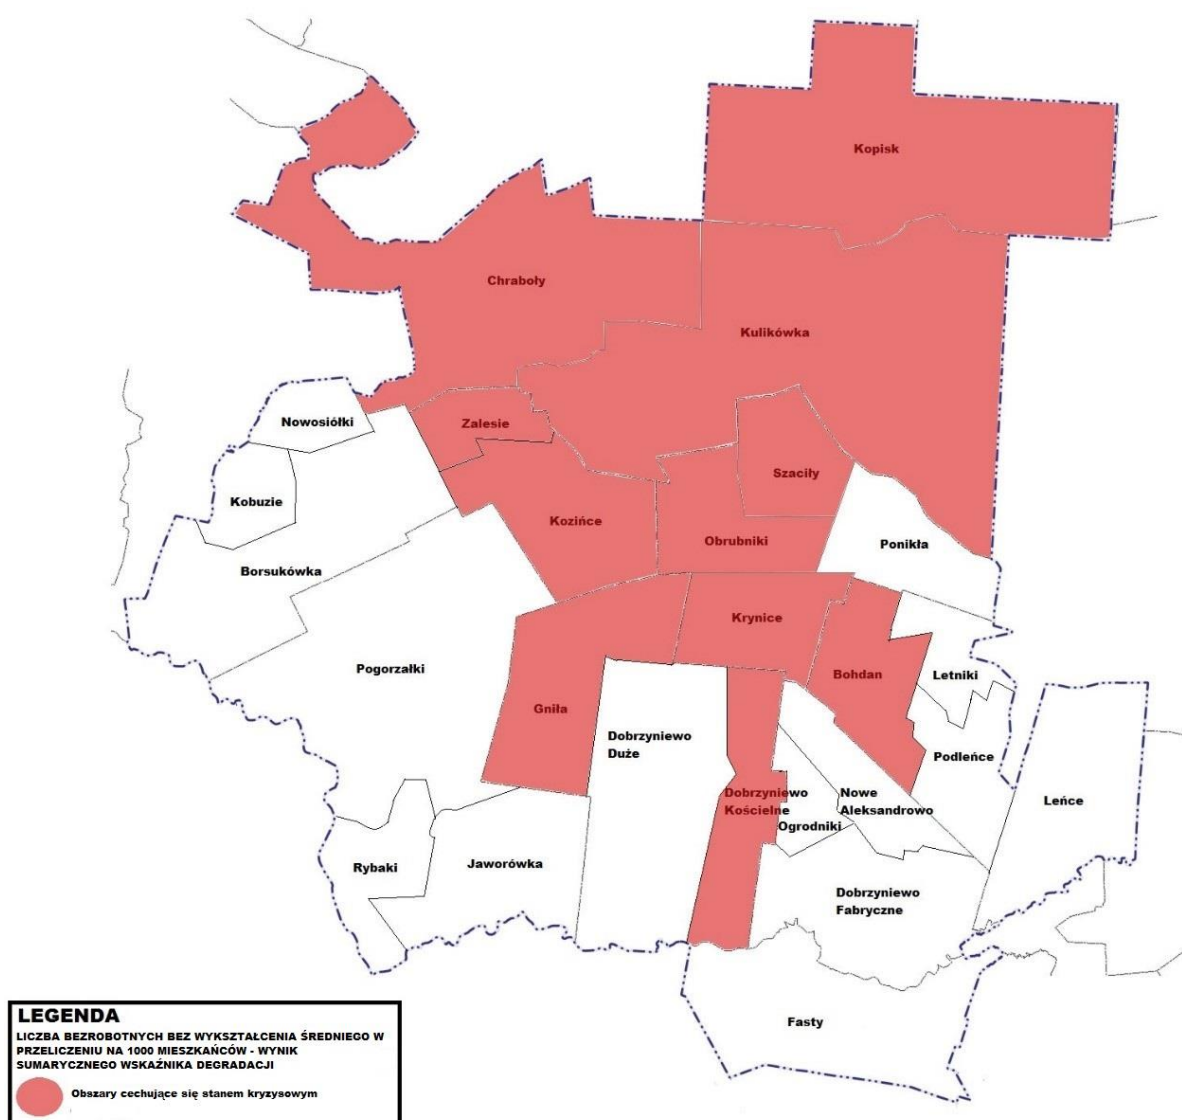 Kopisk
Chraboły
Kulikówka
Nowosiółki
Zalesie
Szaciły
Kobuzie
Kozińce
Obrubniki
Ponikła
Borsukówka
Krynice
Pogorzałki
Bohdan
Letniki
Gniła
Dobrzyniewo
Duże
Podleńce
Dobrzyniewo
Kościelne
Nowe
Aleksandrowo
Leńce
Ogrodniki
Rybaki
Jaworówka
Dobrzyniewo
Fabryczne
Fasty
LEGENDA
LICZBA BEZROBOTNYCH BEZ WYKSZTAŁCENIA ŚREDNIEGO W
PRZELICZENIU NA 1000 MIESZKAŃCÓW - WYNIK
SUMARYCZNEGO WSKAŹNIKA DEGRADACJI
Obszary cechujące się stanem kryzysowym